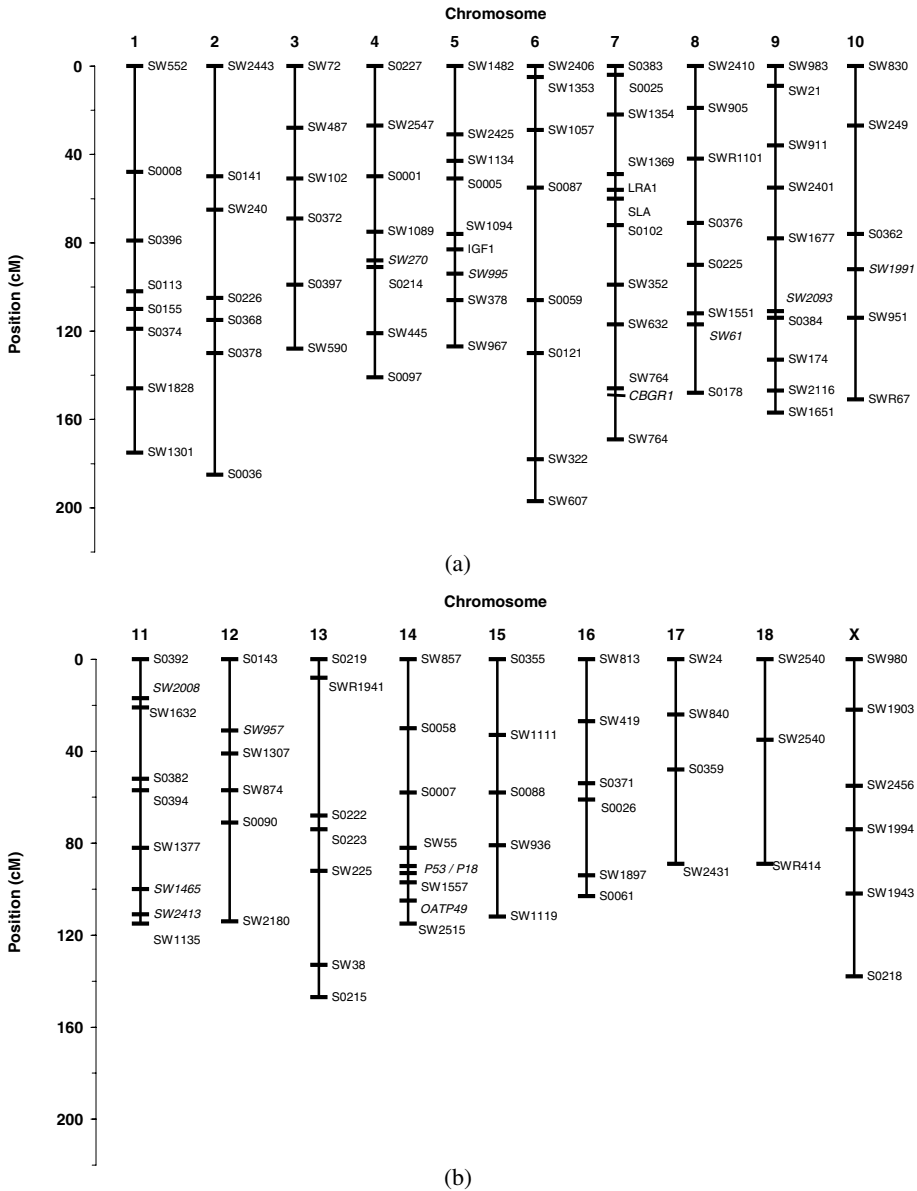 Chromosome
(a)
1 2 3 4 5 6 7 8 9 10
Position (cM)
0
40
80
120
160
200
SW552
S0008
S0396
S0113
S0155
S0374
SW1828
SW1301
SW2443
S0141
SW240
S0226
S0368
S0378
S0036
SW72
SW487
SW102
S0372
S0397
SW590
S0227
SW2547
S0001
SW1089
SW270
S0214
SW445
S0097
SW1482
SW2425
SW1134
S0005
SW1094
IGF1
SW995
SW378
SW967
SW2406
SW1353
SW1057
S0087
S0059
S0121
SW322
SW607
S0383
S0025
SW1354
SW1369
LRA1
SLA
S0102
SW352
SW632
SW764
CBGR1
SW764
SW2410
SW905
SWR1101
S0376
S0225
SW1551
SW61
S0178
SW983
SW21
SW911
SW2401
SW1677
SW2093
S0384
SW174
SW2116
SW1651
SW830
SW249
S0362
SW1991
SW951
SWR67
(a)
Chromosome
11 12 13 14 15 16 17 18 X
Position (cM)
0
40
80
120
160
200
S0392
SW2008
SW1632
S0382
S0394
SW1377
SW1465
SW2413
SW1135
S0143
SW957
SW1307
SW874
S0090
SW2180
S0219
SWR1941
S0222
S0223
SW225
SW38
S0215
SW857
S0058
S0007
SW55
P53 / P18
SW1557
OATP49
SW2515
S0355
SW1111
S0088
SW936
SW1119
SW813
SW419
S0371
S0026
SW1897
S0061
SW24
SW840
S0359
SW2431
SW2540
SW2540
SWR414
SW980
SW1903
SW2456
SW1994
SW1943
S0218
(b)